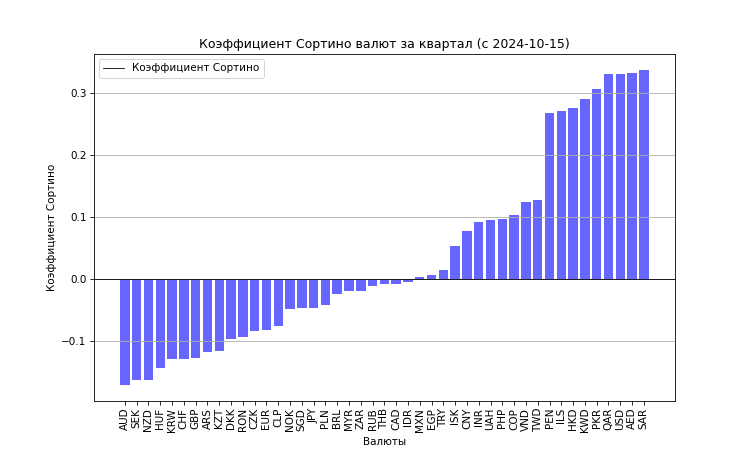 Коэффициент Сортино валют за квартал (с 2024-10-15)
Коэффициент Сортино
Коэффициент Сортино
0.3
0.2
0.1
0.0
−0.1
AUD
SEK
NZD
HUF
KRW
CHF
GBP
ARS
KZT
DKK
RON
CZK
EUR
CLP
NOK
SGD
JPY
PLN
BRL
MYR
ZAR
RUB
THB
CAD
IDR
MXN
EGP
TRY
ISK
CNY
INR
UAH
PHP
COP
VND
TWD
PEN
ILS
HKD
KWD
PKR
QAR
USD
AED
SAR
Валюты